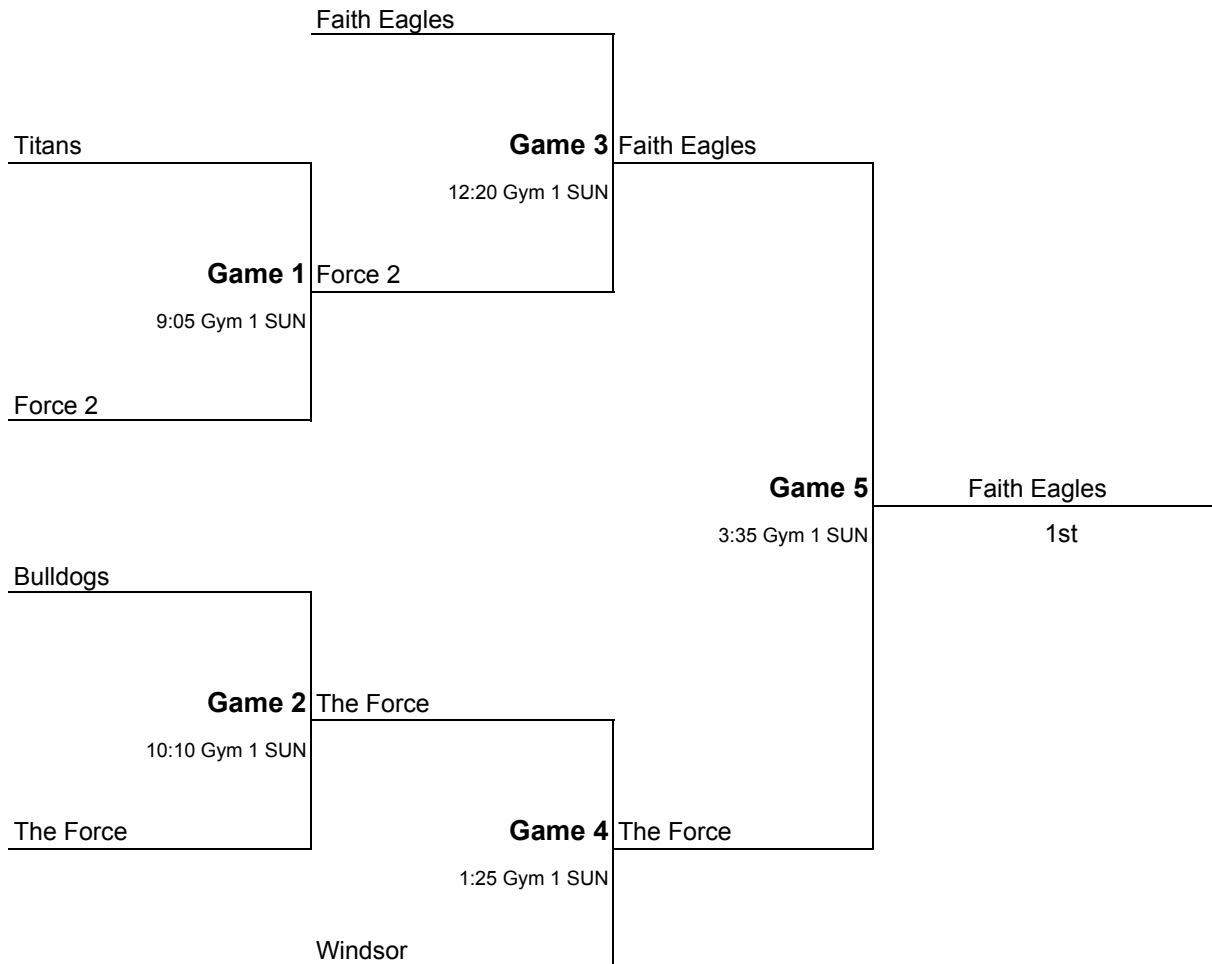 Faith Eagles
Titans
Game 3 Faith Eagles
12:20 Gym 1 SUN
Game 1 Force 2
9:05 Gym 1 SUN
Force 2
Game 5 Faith Eagles
3:35 Gym 1 SUN 1st
Bulldogs
Game 2 The Force
10:10 Gym 1 SUN
The Force Game 4 The Force
1:25 Gym 1 SUN
Windsor